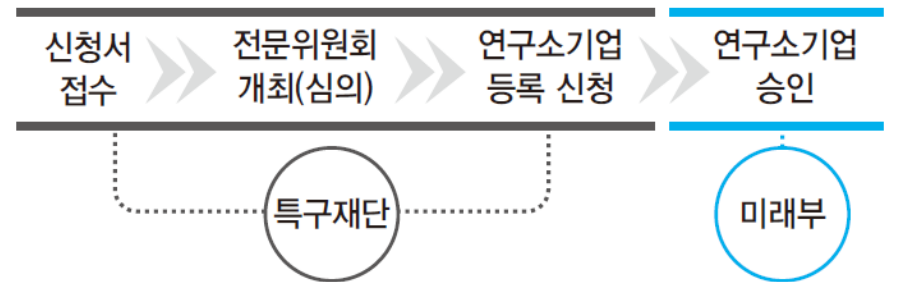 신청서
접수
전문위원회
개최(심의)
연구소기업
등록 신청
연구소기업
승인
특구재단
미래부